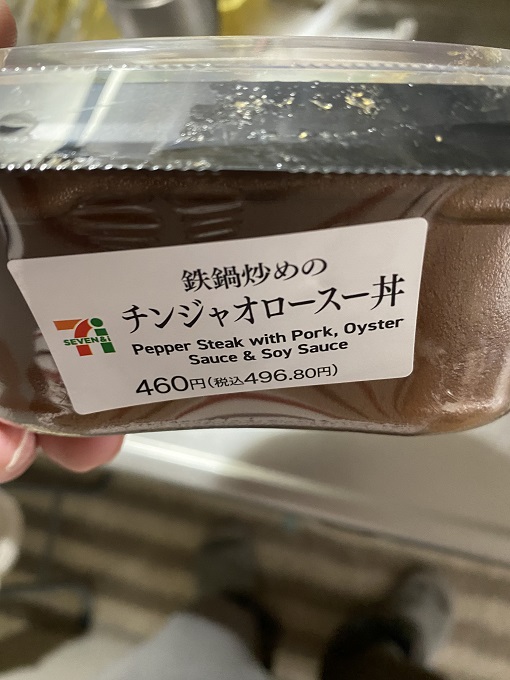 鉄鍋炒めの
チンジャオロースー丼
SEVEN&i
Pepper Steak with Pork, Oyster
Sauce & Soy Sauce
460円(税込496.80円)